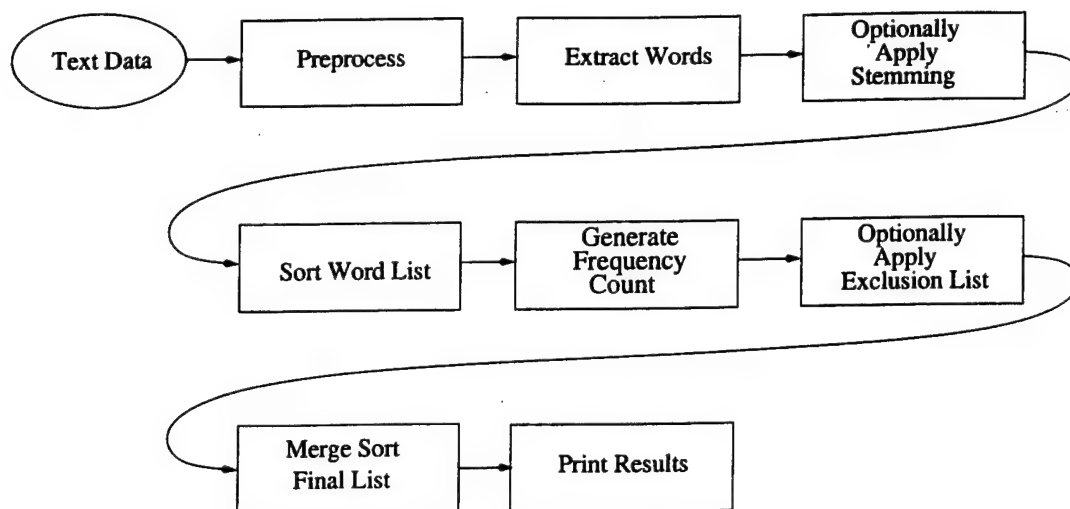 Text Data
Preprocess
Extract Words
Optionally
Apply
Stemming
Sort Word List
Generate
Frequency
Count
Optionally
Apply
Exclusion List
Merge Sort
Final List
Print Results